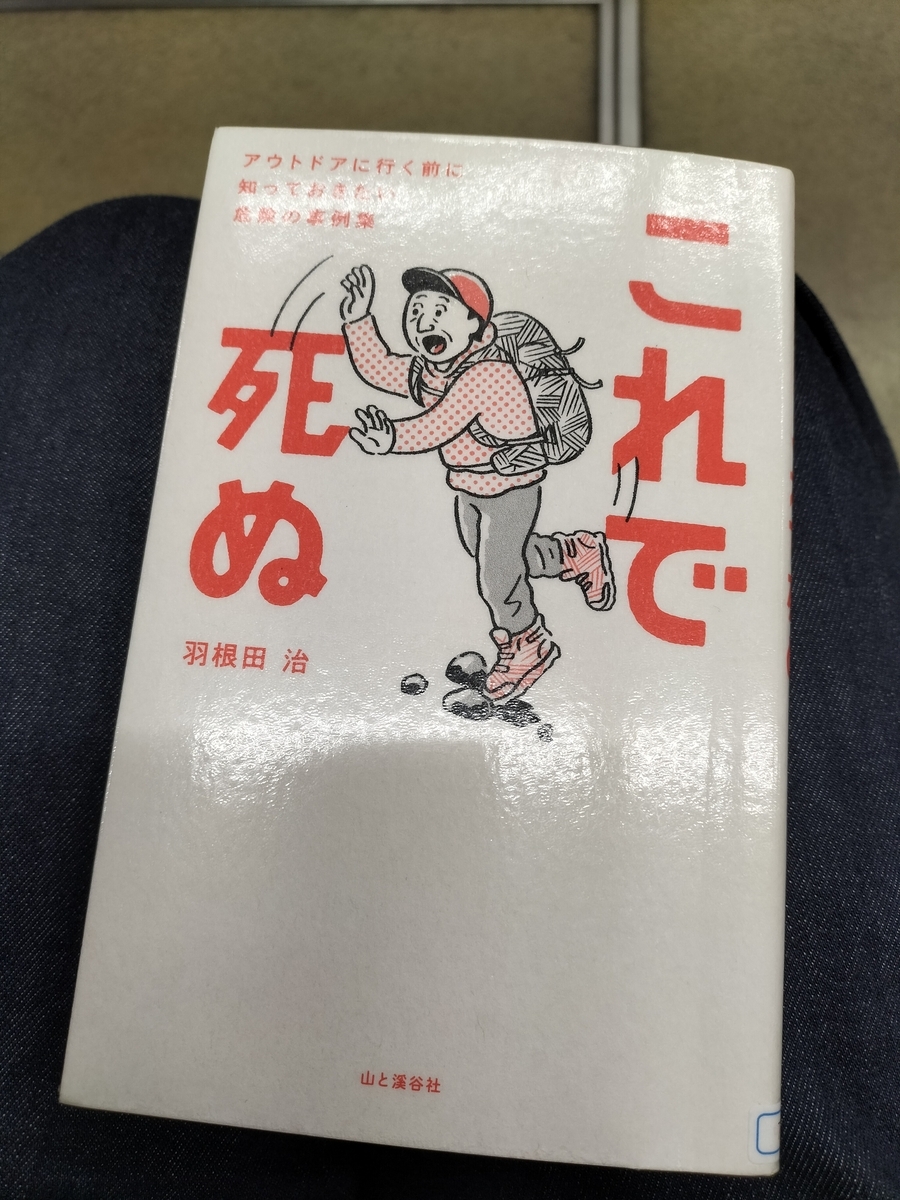 アウトドアに行く前に
知っておきたい
危険の事例集
これで
死ぬ
羽根田 治
山と溪谷社